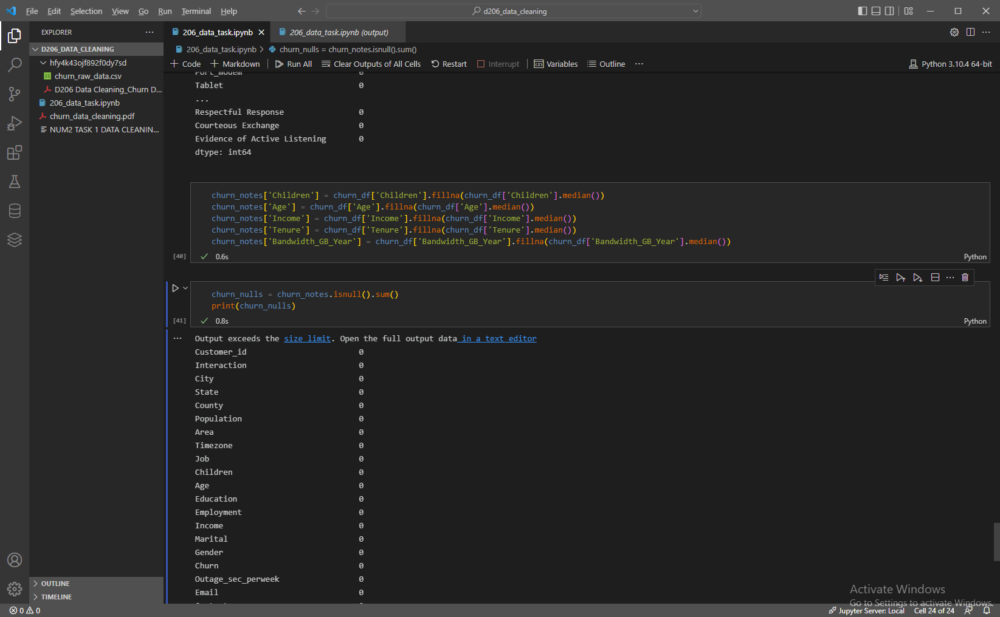 File Edit Selection View Go Run Terminal Help
d206_data_cleaning
EXPLORER
D206_DATA_CLEANING
hfy4k43ojf892f0dy7sd
churn_raw_data.csv
D206 Data Cleaning_Churn D...
206_data_task.ipynb
churn_data_cleaning.pdf
NUM2 TASK 1 DATA CLEANIN...
OUTLINE
TIMELINE
206_data_task.ipynb
206_data_task.ipynb (output)
206_data_task.ipynb > churn_nulls = churn_notes.isnull().sum()
+ Code + Markdown Run All Clear Outputs of All Cells Restart Interrupt Variables Outline ... Python 3.10.4 64-bit
Port_modem 0
Tablet 0
...
Respectful Response 0
Courteous Exchange 0
Evidence of Active Listening 0
dtype: int64
churn_notes['Children'] = churn_df['Children'].fillna(churn_df['Children'].median())
churn_notes['Age'] = churn_df['Age'].fillna(churn_df['Age'].median())
churn_notes['Income'] = churn_df['Income'].fillna(churn_df['Income'].median())
churn_notes['Tenure'] = churn_df['Tenure'].fillna(churn_df['Tenure'].median())
churn_notes['Bandwidth_GB_Year'] = churn_df['Bandwidth_GB_Year'].fillna(churn_df['Bandwidth_GB_Year'].median())
[40] 0.6s Python
churn_nulls = churn_notes.isnull().sum()
print(churn_nulls)
[41] 0.8s Python
... Output exceeds the size limit. Open the full output data in a text editor
Customer_id 0
Interaction 0
City 0
State 0
County 0
Population 0
Area 0
Timezone 0
Job 0
Children 0
Age 0
Education 0
Employment 0
Income 0
Marital 0
Gender 0
Churn 0
Outage_sec_perweek 0
Email 0
Activate Windows
Go to Settings to activate Windows.
0 0
Jupyter Server: Local Cell 24 of 24